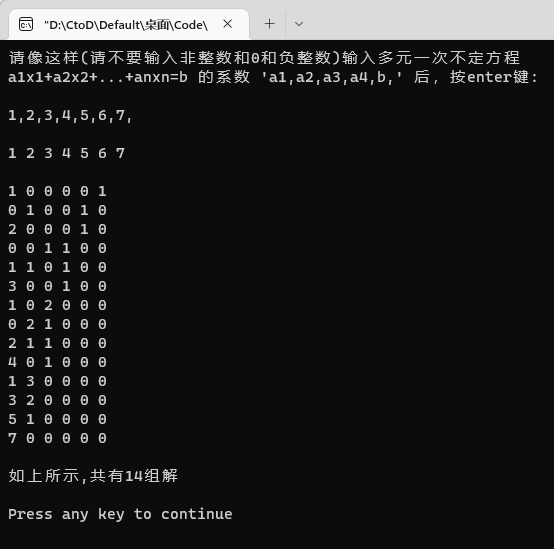 "D:\CtoD\Default\桌面\Code\
请像这样(请不要输入非整数和0和负整数)输入多元一次不定方程
a1x1+a2x2+...+anxn=b 的系数 'a1,a2,a3,a4,b,' 后, 按enter键:
1,2,3,4,5,6,7,
1 2 3 4 5 6 7
1 0 0 0 0 1
0 1 0 0 1 0
2 0 0 0 1 0
0 0 1 1 0 0
1 1 0 1 0 0
3 0 0 1 0 0
1 0 2 0 0 0
0 2 1 0 0 0
2 1 1 0 0 0
4 0 1 0 0 0
1 3 0 0 0 0
3 2 0 0 0 0
5 1 0 0 0 0
7 0 0 0 0 0
如上所示,共有14组解
Press any key to continue